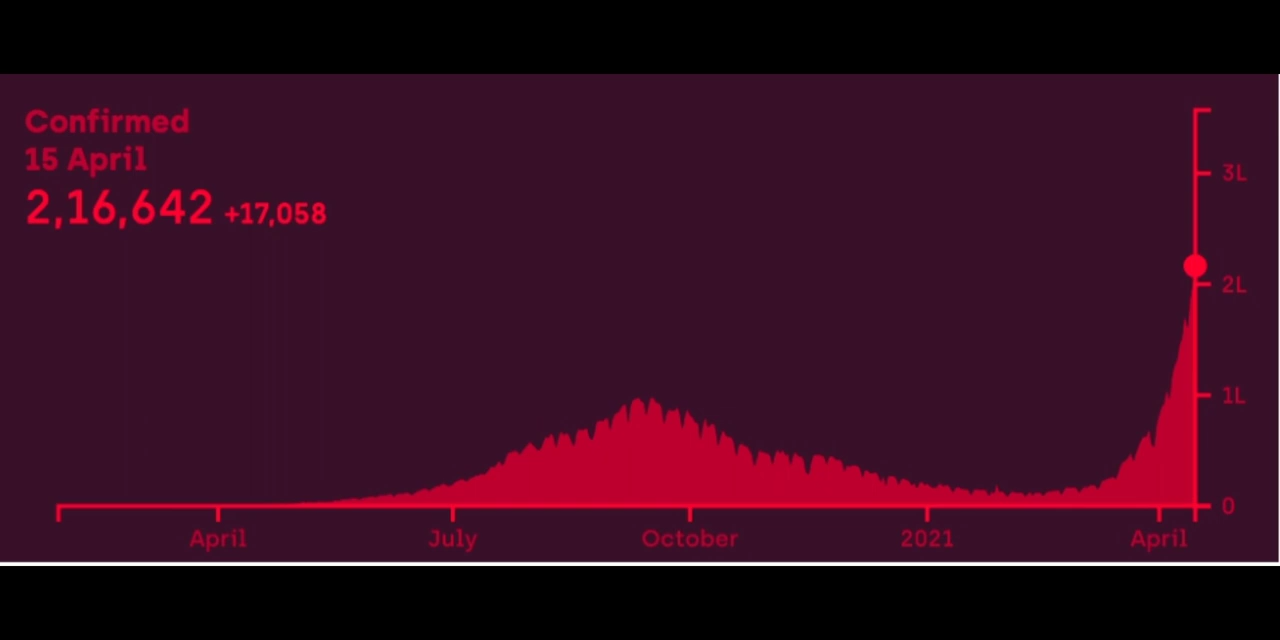 Confirmed
15 April
2,16,642 +17,058
3L
2L
1L
0
April July October 2021 April